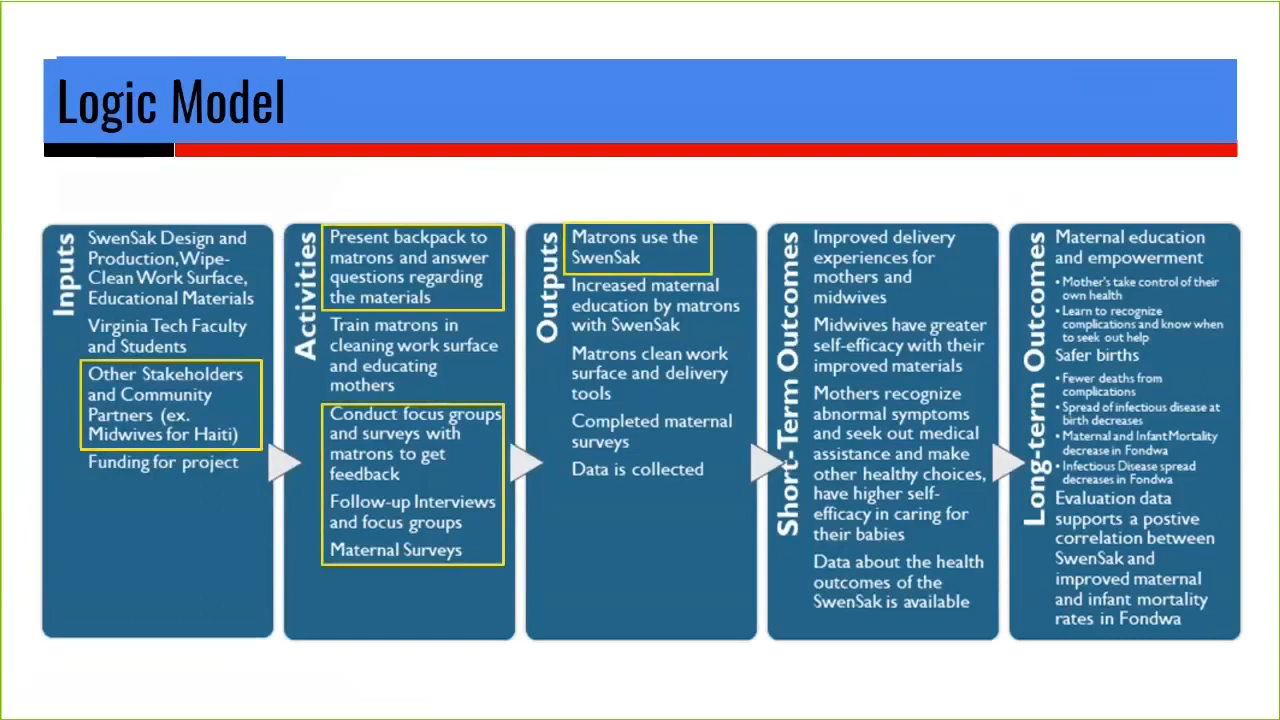 Logic Model
Inputs
SwenSak Design and
Production,Wipe-
Clean Work Surface,
Educational Materials
Virginia Tech Faculty
and Students
Other Stakeholders
and Community
Partners (ex.
Midwives for Haiti)
Funding for project
Activities
Present backpack to
matrons and answer
questions regarding
the materials
Train matrons in
cleaning work surface
and educating
mothers
Conduct focus groups
and surveys with
matrons to get
feedback
Follow-up Interviews
and focus groups
Maternal Surveys
Outputs
Matrons use the
SwenSak
Increased maternal
education by matrons
with SwenSak
Matrons clean work
surface and delivery
tools
Completed maternal
surveys
Data is collected
Short-Term Outcomes
Improved delivery
experiences for
mothers and
midwives
Midwives have greater
self-efficacy with their
improved materials
Mothers recognize
abnormal symptoms
and seek out medical
assistance and make
other healthy choices,
have higher self-
efficacy in caring for
their babies
Data about the health
outcomes of the
SwenSak is available
Long-term Outcomes
Maternal education
and empowerment
• Mother's take control of their
own health
• Learn to recognize
complications and know when
to seek out help
Safer births
• Fewer deaths from
complications
• Spread of infectious disease at
birth decreases
• Maternal and Infant Mortality
decrease in Fondwa
• Infectious Disease spread
decreases in Fondwa
Evaluation data
supports a postive
correlation between
SwenSak and
improved maternal
and infant mortality
rates in Fondwa